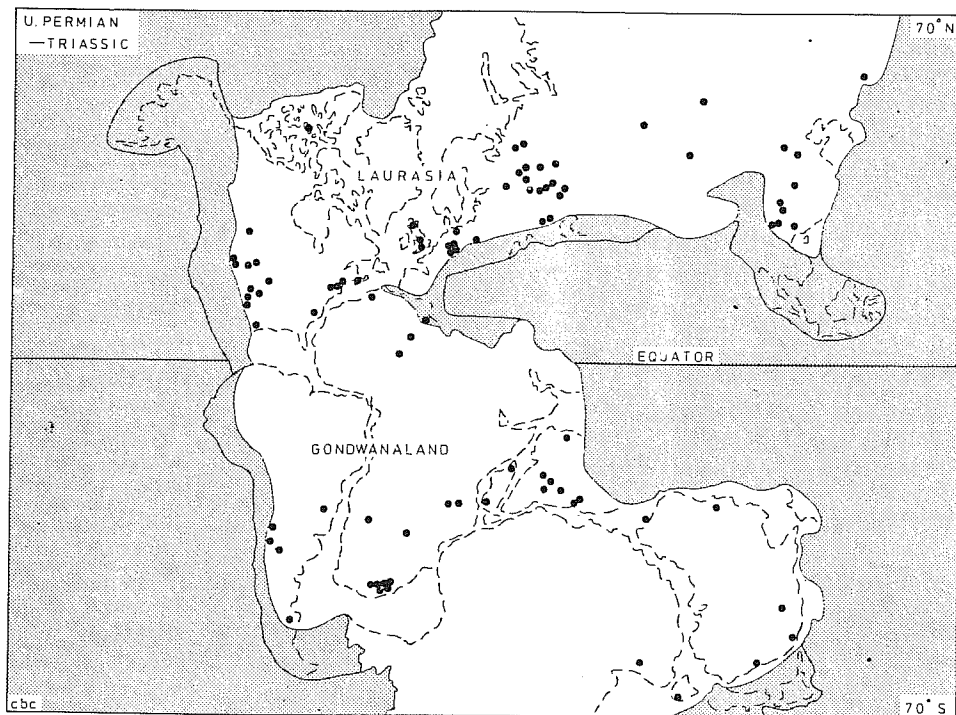 U. PERMIAN
—TRIASSIC
70°N
LAURASIA
EQUATOR
GONDWANALAND
cbc
70°S